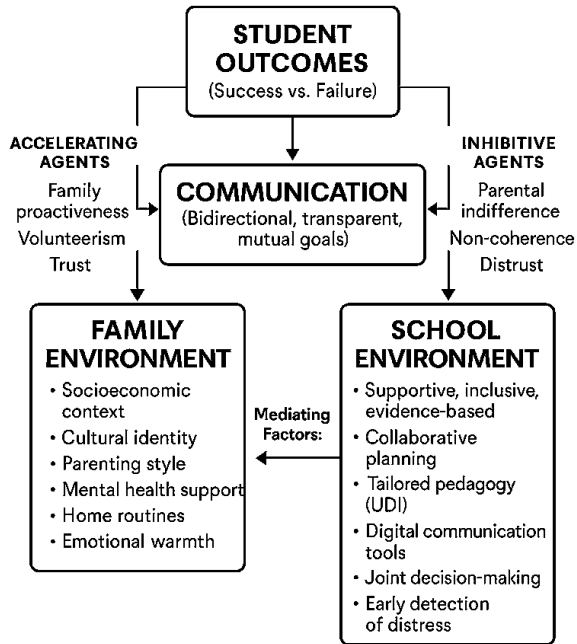 STUDENT
OUTCOMES
(Success vs. Failure)
ACCELERATING
AGENTS
Family
proactiveness
Volunteerism
Trust
COMMUNICATION
(Bidirectional, transparent,
mutual goals)
INHIBITIVE
AGENTS
Parental
indifference
Non-coherence
Distrust
FAMILY
ENVIRONMENT
• Socioeconomic
context
• Cultural identity
• Parenting style
• Mental health support
• Home routines
• Emotional warmth
Mediating
Factors:
SCHOOL
ENVIRONMENT
• Supportive, inclusive,
evidence-based
• Collaborative
planning
• Tailored pedagogy
(UDI)
• Digital communication
tools
• Joint decision-making
• Early detection
of distress